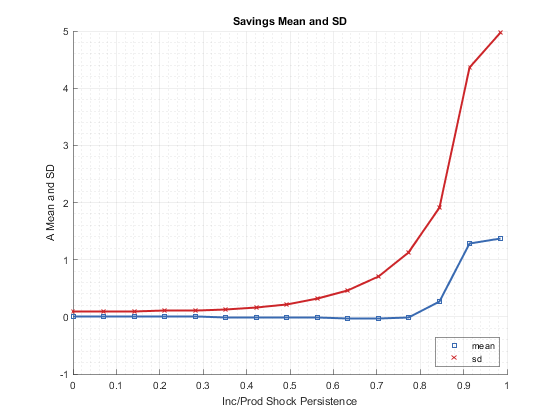 Savings Mean and SD
A Mean and SD
5
4
3
2
1
0
-1
0 0.1 0.2 0.3 0.4 0.5 0.6 0.7 0.8 0.9 1
Inc/Prod Shock Persistence
mean
sd